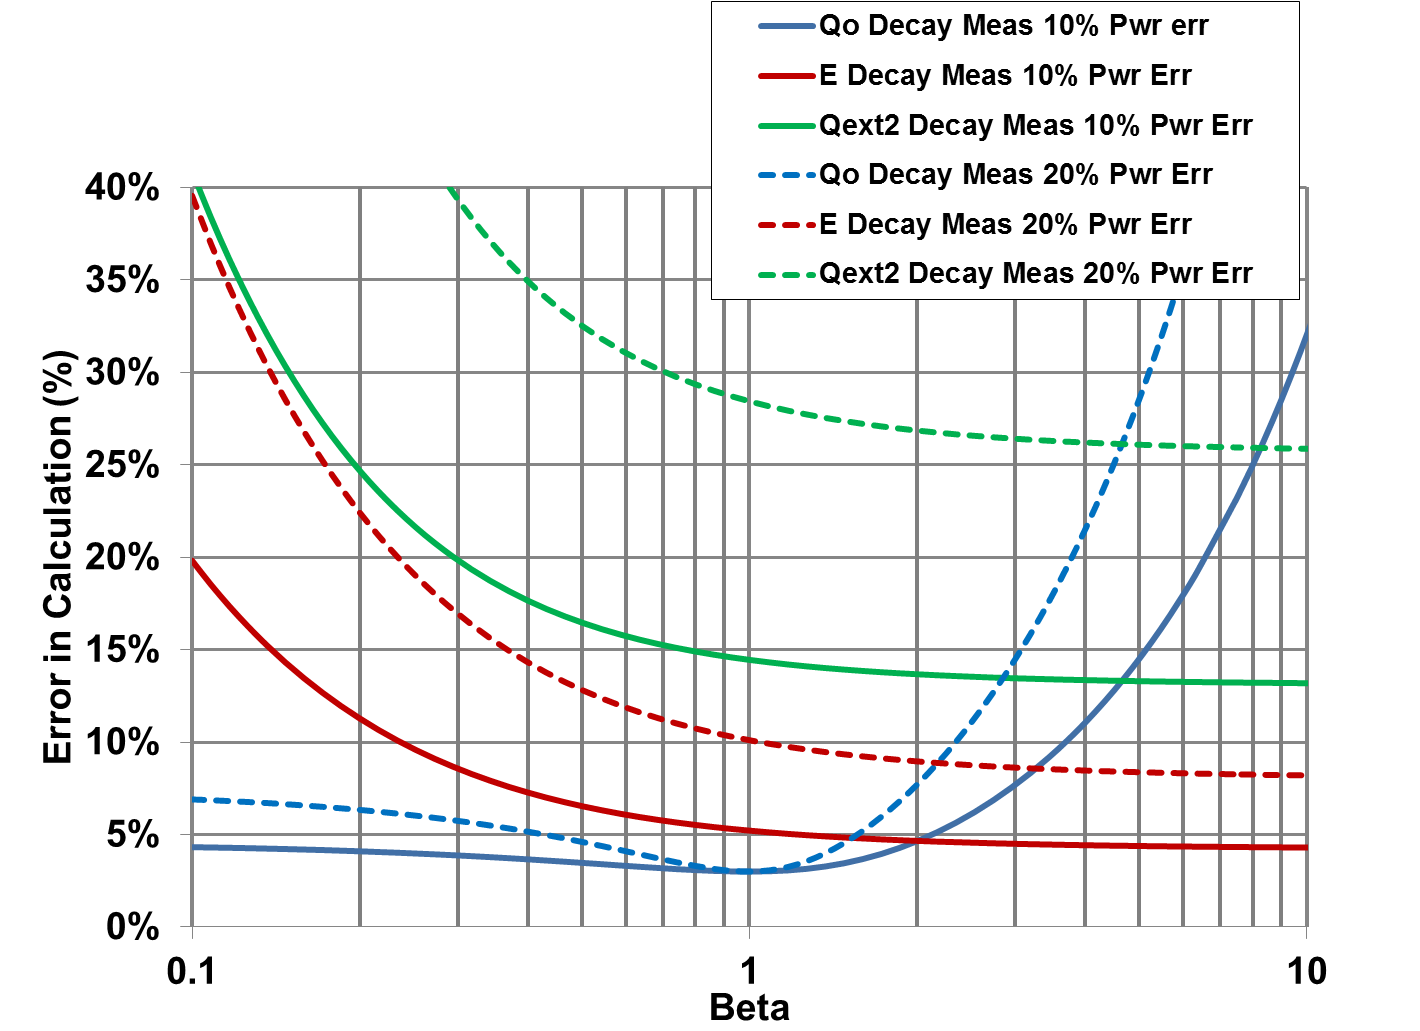 Qo Decay Meas 10% Pwr err
E Decay Meas 10% Pwr Err
Qext2 Decay Meas 10% Pwr Err
Qo Decay Meas 20% Pwr Err
E Decay Meas 20% Pwr Err
Qext2 Decay Meas 20% Pwr Err
40%
35%
30%
25%
20%
15%
10%
5%
0%
Error in Calculation (%)
0.1
1
10
Beta